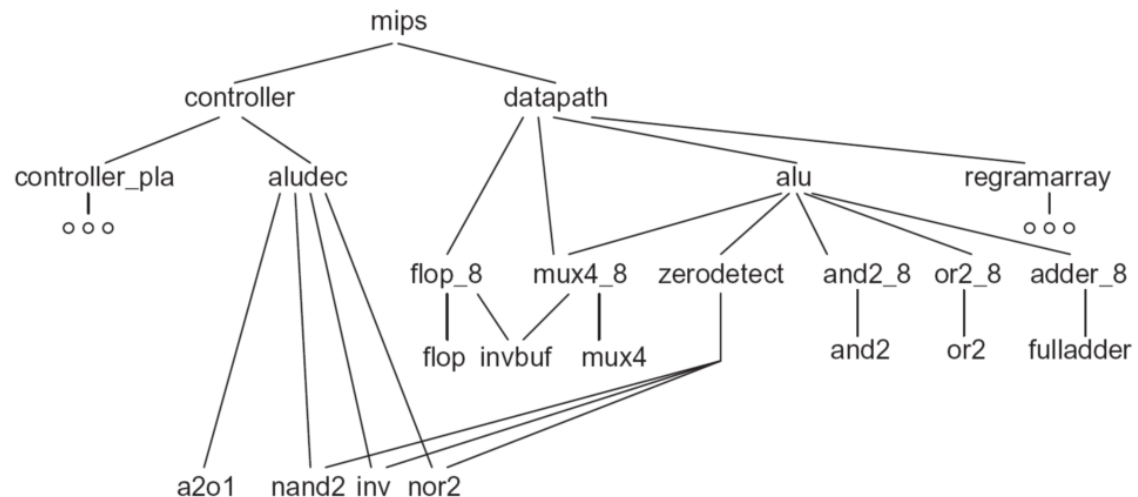 mips
controller datapath
controller_pla aludec alu regramarray
flop_8 mux4_8 zerodetect and2_8 or2_8 adder_8
flop invbuf mux4 and2 or2 fulladder
a2o1 nand2 inv nor2